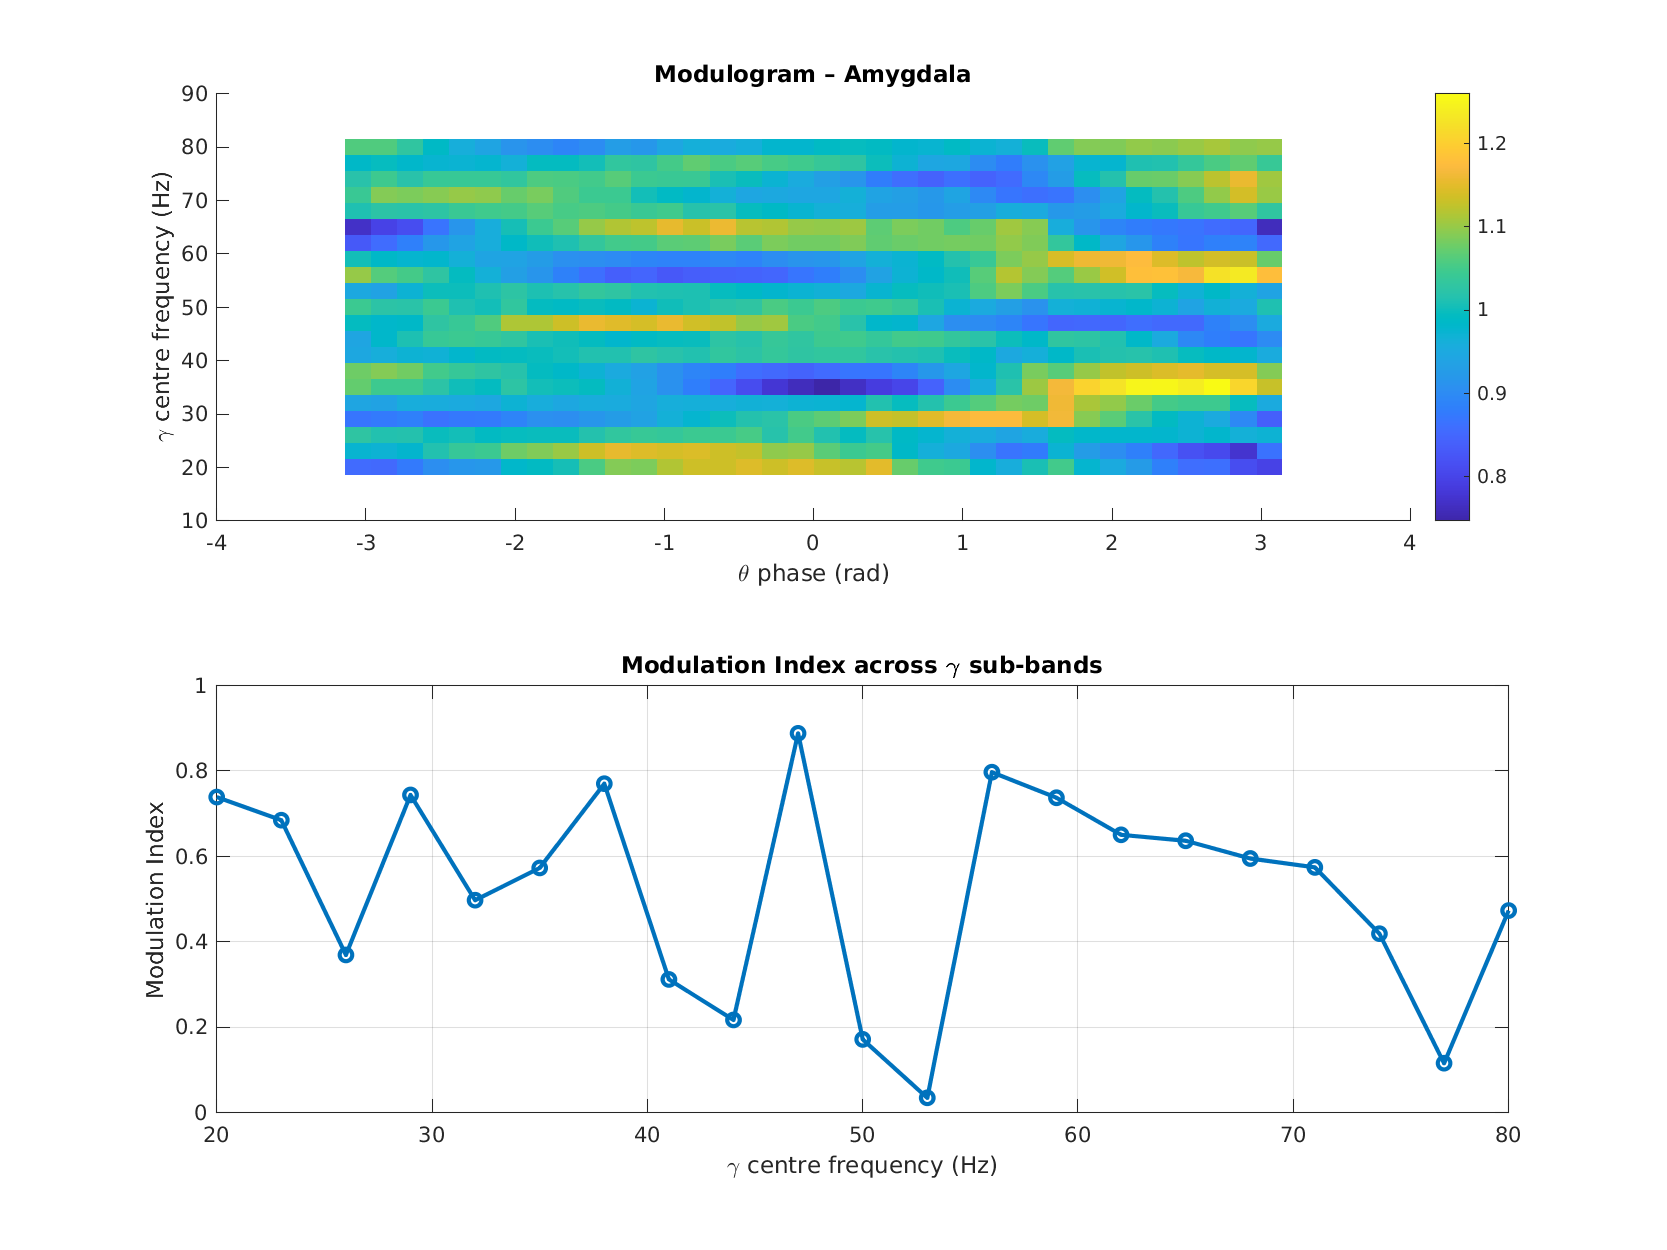 Modulogram – Amygdala
90
80
70
60
50
40
30
20
10
γ centre frequency (Hz)
-4 -3 -2 -1 0 1 2 3 4
θ phase (rad)
1.2
1.1
1
0.9
0.8
Modulation Index across γ sub-bands
1
0.8
0.6
0.4
0.2
0
Modulation Index
20 30 40 50 60 70 80
γ centre frequency (Hz)